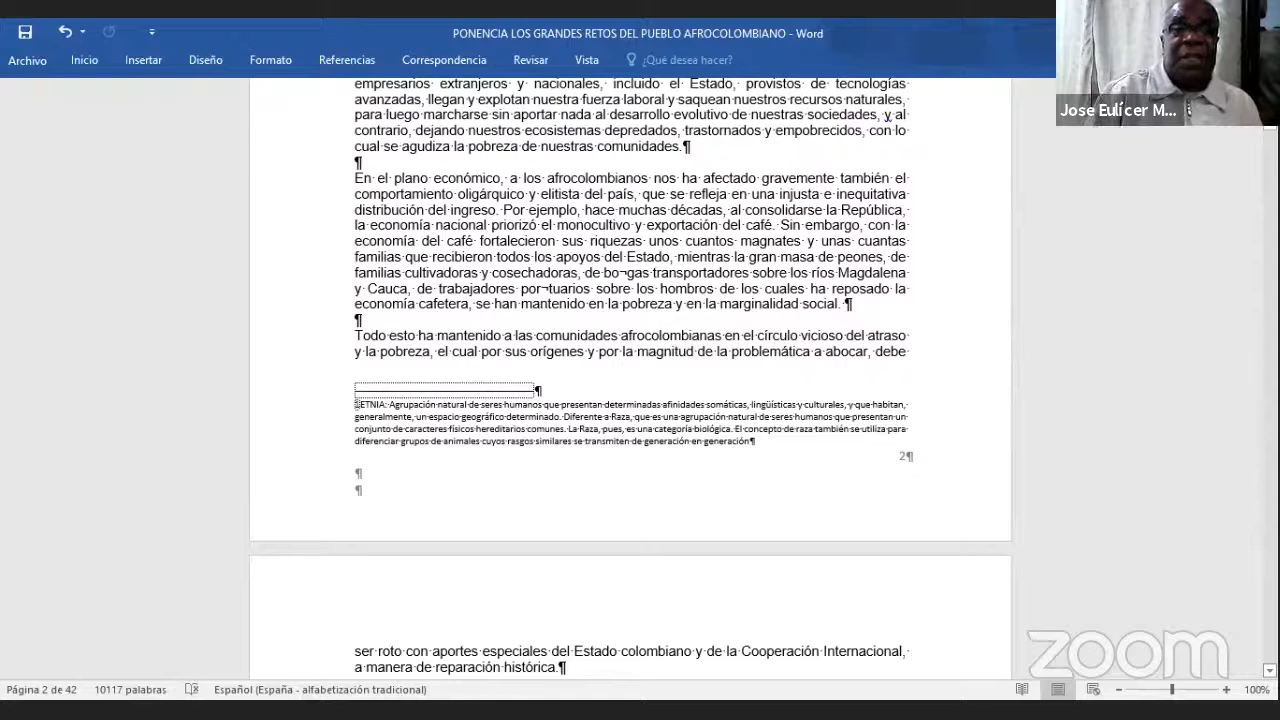 PONENCIA LOS GRANDES RETOS DEL PUEBLO AFROCOLOMBIANO - Word
Archivo Inicio Insertar Diseño Formato Referencias Correspondencia Revisar Vista ¿Qué desea hacer?
Jose Eulícer M...
empresarios extranjeros y nacionales, incluido el Estado, provistos de tecnologías
avanzadas, llegan y explotan nuestra fuerza laboral y saquean nuestros recursos naturales,
para luego marcharse sin aportar nada al desarrollo evolutivo de nuestras sociedades, y al
contrario, dejando nuestros ecosistemas depredados, trastornados y empobrecidos, con lo
cual se agudiza la pobreza de nuestras comunidades.¶
¶
En el plano económico, a los afrocolombianos nos ha afectado gravemente también el
comportamiento oligárquico y elitista del país, que se refleja en una injusta e inequitativa
distribución del ingreso. Por ejemplo, hace muchas décadas, al consolidarse la República,
la economía nacional priorizó el monocultivo y exportación del café. Sin embargo, con la
economía del café fortalecieron sus riquezas unos cuantos magnates y unas cuantas
familias que recibieron todos los apoyos del Estado, mientras la gran masa de peones, de
familias cultivadoras y cosechadoras, de bo¬gas transportadores sobre los ríos Magdalena
y Cauca, de trabajadores por¬tuarios sobre los hombros de los cuales ha reposado la
economía cafetera, se han mantenido en la pobreza y en la marginalidad social. ¶
¶
Todo esto ha mantenido a las comunidades afrocolombianas en el círculo vicioso del atraso
y la pobreza, el cual por sus orígenes y por la magnitud de la problemática a abocar, debe
¶
ETNIA: Agrupación natural de seres humanos que presentan determinadas afinidades somáticas, lingüísticas y culturales, y que habitan,
generalmente, un espacio geográfico determinado. Diferente a Raza, que es una agrupación natural de seres humanos que presentan un
conjunto de caracteres físicos hereditarios comunes. La Raza, pues, es una categoría biológica. El concepto de raza también se utiliza para
diferenciar grupos de animales cuyos rasgos similares se transmiten de generación en generación¶
2¶
¶
¶
ser roto con aportes especiales del Estado colombiano y de la Cooperación Internacional,
a manera de reparación histórica.¶
zoom
Página 2 de 42 10117 palabras Español (España - alfabetización tradicional) 100%